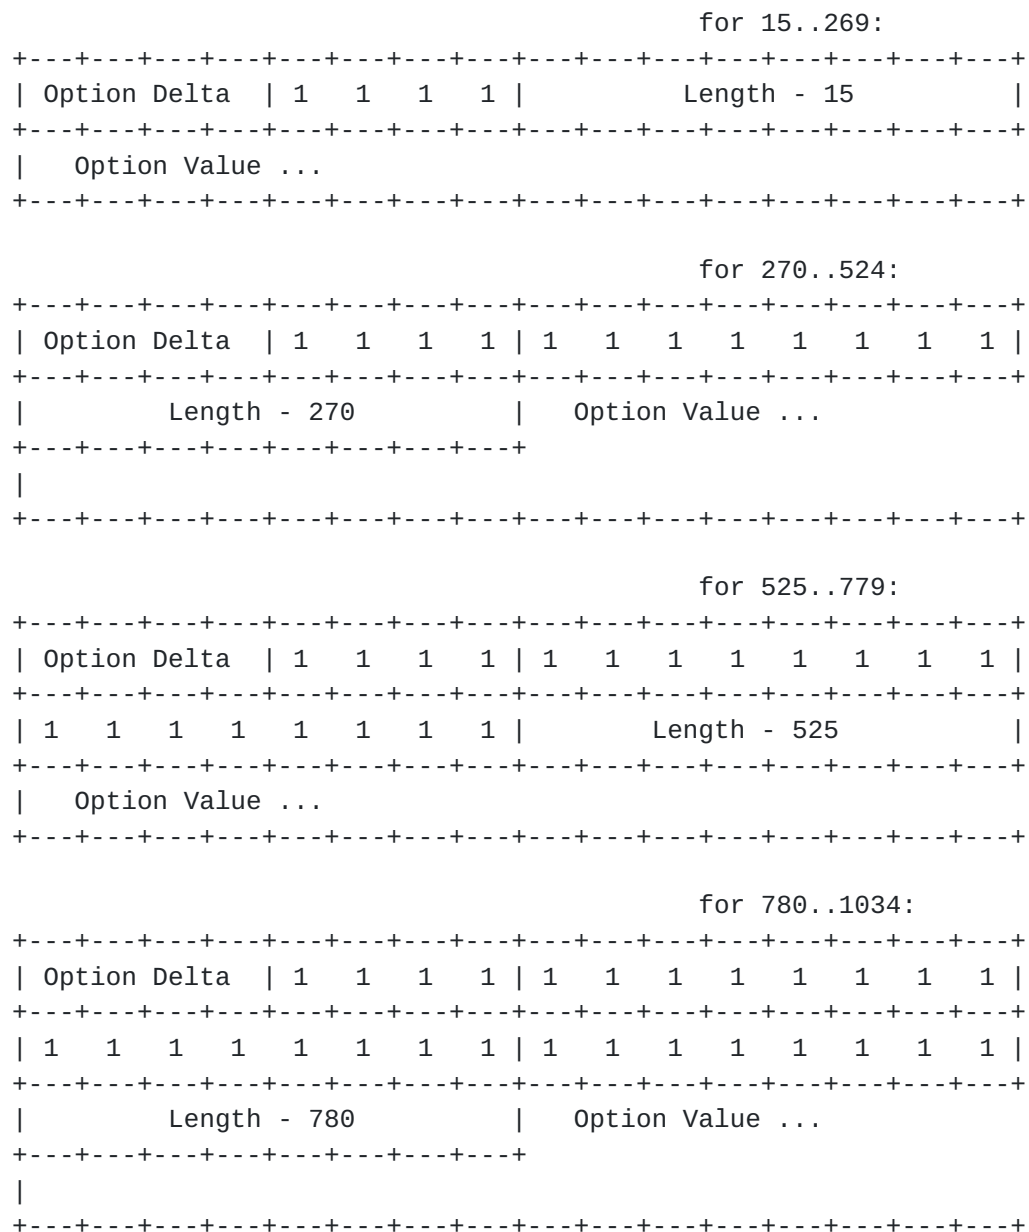 for 15..269:
+---+---+---+---+---+---+---+---+---+---+---+---+---+---+---+---+
| Option Delta  | 1   1   1   1 |          Length - 15          |
+---+---+---+---+---+---+---+---+---+---+---+---+---+---+---+---+
|   Option Value ...
+---+---+---+---+---+---+---+---+---+---+---+---+---+---+---+---+
for 270..524:
+---+---+---+---+---+---+---+---+---+---+---+---+---+---+---+---+
| Option Delta  | 1   1   1   1 | 1   1   1   1   1   1   1   1 |
+---+---+---+---+---+---+---+---+---+---+---+---+---+---+---+---+
|         Length - 270          |   Option Value ...
+---+---+---+---+---+---+---+---+
|
+---+---+---+---+---+---+---+---+---+---+---+---+---+---+---+---+
for 525..779:
+---+---+---+---+---+---+---+---+---+---+---+---+---+---+---+---+
| Option Delta  | 1   1   1   1 | 1   1   1   1   1   1   1   1 |
+---+---+---+---+---+---+---+---+---+---+---+---+---+---+---+---+
| 1   1   1   1   1   1   1   1 |        Length - 525           |
+---+---+---+---+---+---+---+---+---+---+---+---+---+---+---+---+
|   Option Value ...
+---+---+---+---+---+---+---+---+---+---+---+---+---+---+---+---+
for 780..1034:
+---+---+---+---+---+---+---+---+---+---+---+---+---+---+---+---+
| Option Delta  | 1   1   1   1 | 1   1   1   1   1   1   1   1 |
+---+---+---+---+---+---+---+---+---+---+---+---+---+---+---+---+
| 1   1   1   1   1   1   1   1 | 1   1   1   1   1   1   1   1 |
+---+---+---+---+---+---+---+---+---+---+---+---+---+---+---+---+
|         Length - 780          |   Option Value ...
+---+---+---+---+---+---+---+---+
|
+---+---+---+---+---+---+---+---+---+---+---+---+---+---+---+---+